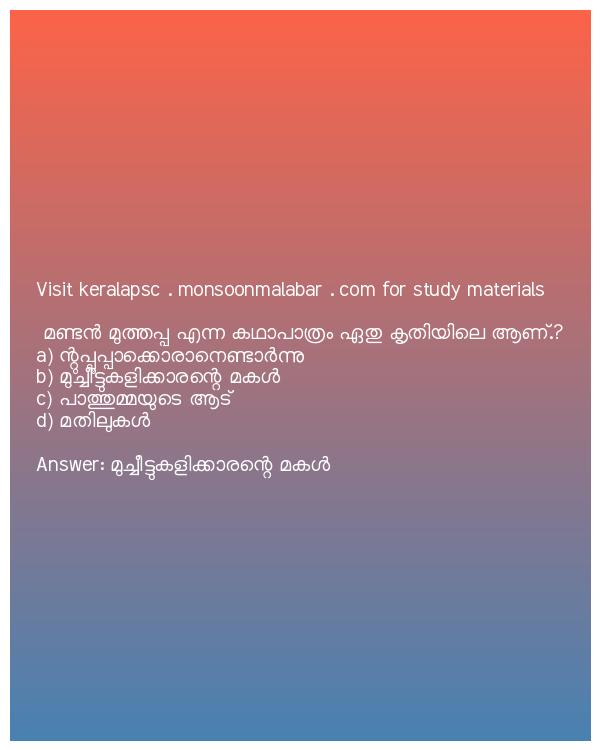 Visit keralapsc . monsoonmalabar . com for study materials
മണ്ടൻ മുത്തപ്പ എന്ന കഥാപാത്രം ഏതു കൃതിയിലെ ആണ്.?
a) ന്റുപ്പൂപ്പാക്കൊരാനെണ്ടാർന്നു
b) മുച്ചീട്ടുകളിക്കാരന്റെ മകൾ
c) പാത്തുമ്മയുടെ ആട്
d) മതിലുകൾ
Answer: മുച്ചീട്ടുകളിക്കാരന്റെ മകൾ